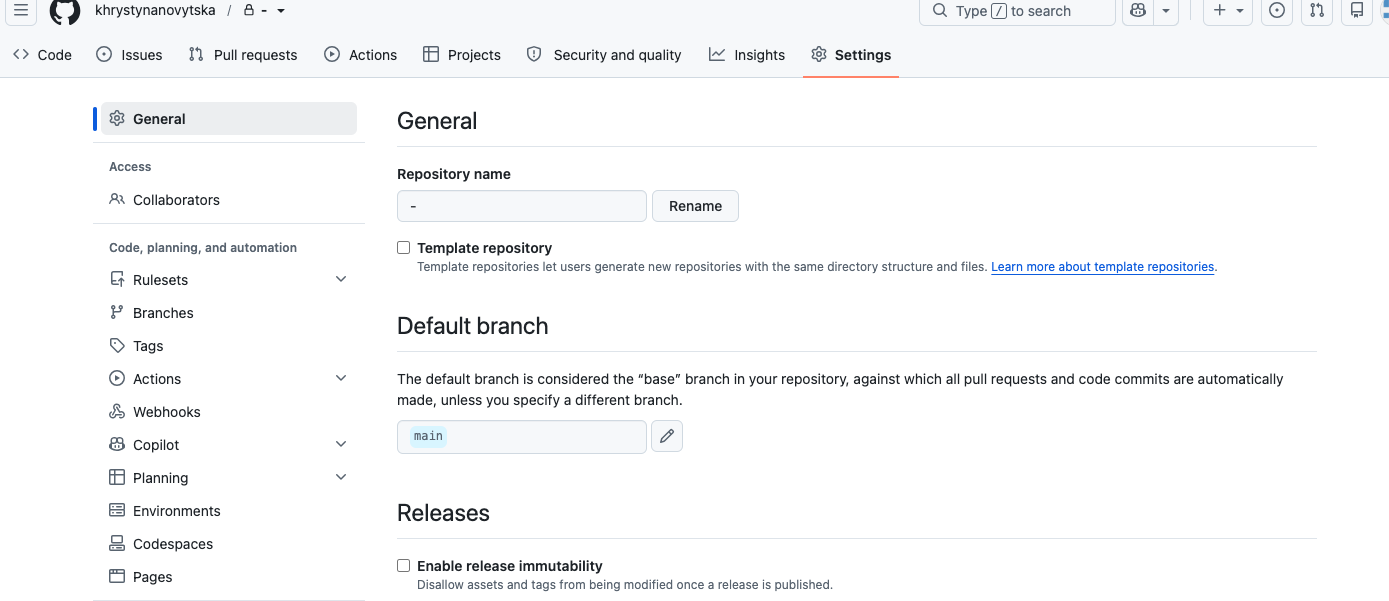 khrystynanovytska / - 
Type / to search
Code
Issues
Pull requests
Actions
Projects
Security and quality
Insights
Settings
General
Access
Collaborators
Code, planning, and automation
Rulesets
Branches
Tags
Actions
Webhooks
Copilot
Planning
Environments
Codespaces
Pages
General
Repository name
-
Rename
Template repository
Template repositories let users generate new repositories with the same directory structure and files. Learn more about template repositories.
Default branch
The default branch is considered the “base” branch in your repository, against which all pull requests and code commits are automatically
made, unless you specify a different branch.
main
Releases
Enable release immutability
Disallow assets and tags from being modified once a release is published.